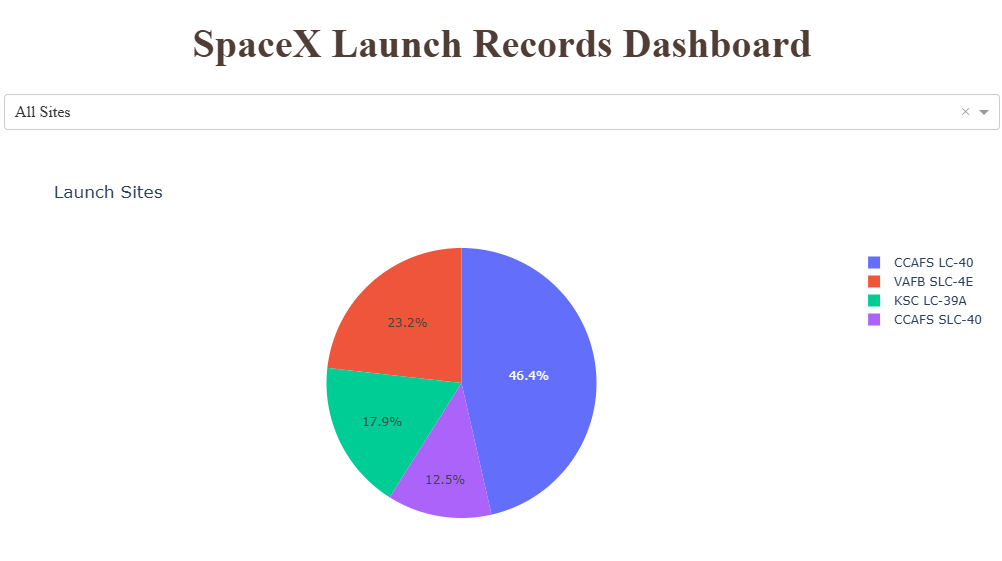 SpaceX Launch Records Dashboard
All Sites
Launch Sites
CCAFS LC-40
VAFB SLC-4E
KSC LC-39A
CCAFS SLC-40
23.2%
46.4%
17.9%
12.5%